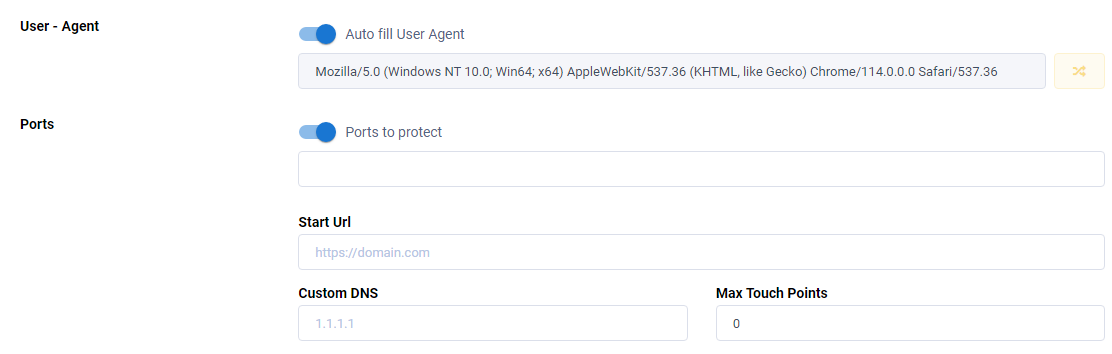 User - Agent
Auto fill User Agent
Mozilla/5.0 (Windows NT 10.0; Win64; x64) AppleWebKit/537.36 (KHTML, like Gecko) Chrome/114.0.0.0 Safari/537.36
Ports
Ports to protect
Start Url
https://domain.com
Custom DNS
Max Touch Points
1.1.1.1
0